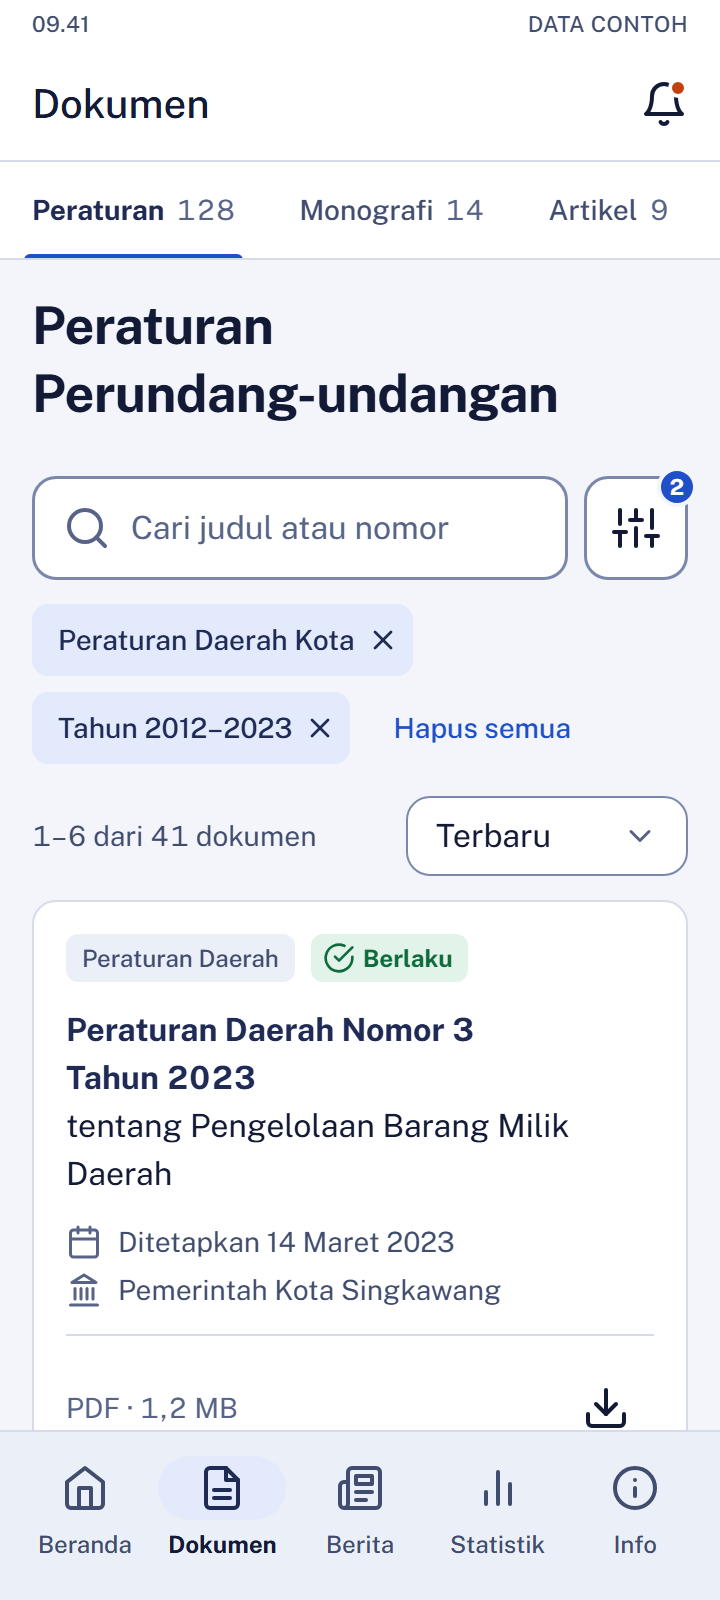 09.41 DATA CONTOH
Dokumen
Peraturan 128 Monografi 14 Artikel 9
Peraturan
Perundang-undangan
Cari judul atau nomor
2
Peraturan Daerah Kota
Tahun 2012–2023 Hapus semua
1–6 dari 41 dokumen Terbaru
Peraturan Daerah Berlaku
Peraturan Daerah Nomor 3
Tahun 2023
tentang Pengelolaan Barang Milik
Daerah
Ditetapkan 14 Maret 2023
Pemerintah Kota Singkawang
PDF · 1,2 MB
Beranda Dokumen Berita Statistik Info